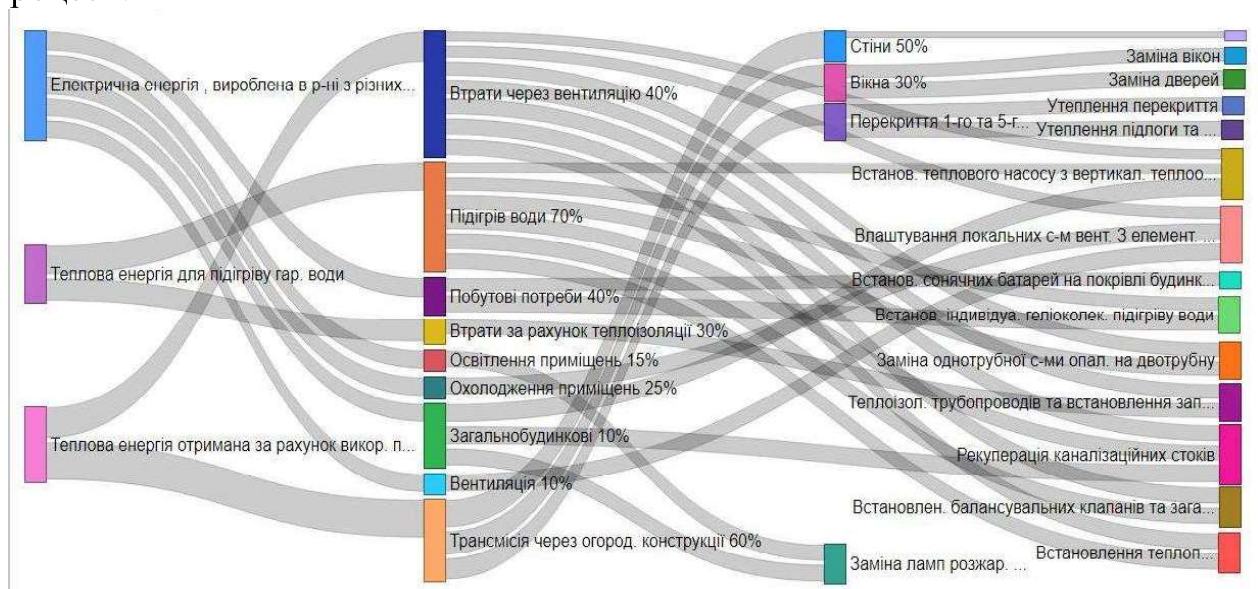 Електрична енергія , вироблена в р-ні з різних...
Теплова енергія для підігріву гар. води
Теплова енергія отримана за рахунок викор. п...
Втрати через вентиляцію 40%
Підігрів води 70%
Побутові потреби 40%
Втрати за рахунок теплоізоляції 30%
Освітлення приміщень 15%
Охолодження приміщень 25%
Загальнобудинкові 10%
Вентиляція 10%
Трансмісія через огород. конструкції 60%
Стіни 50%
Вікна 30%
Перекриття 1-го та 5-г...
Заміна ламп розжар. ...
Заміна вікон
Заміна дверей
Утеплення перекриття
Утеплення підлоги та ...
Встанов. теплового насосу з вертикал. теплоо...
Влаштування локальних с-м вент. З елемент. ...
Встанов. сонячних батарей на покрівлі будинк...
Встанов. індивідуа. геліоколек. підігріву води
Заміна однотрубної с-ми опал. на двотрубну
Теплоізол. трубопроводів та встановлення зап...
Рекуперація каналізаційних стоків
Встановлен. балансувальних клапанів та зага...
Встановлення теплоп...